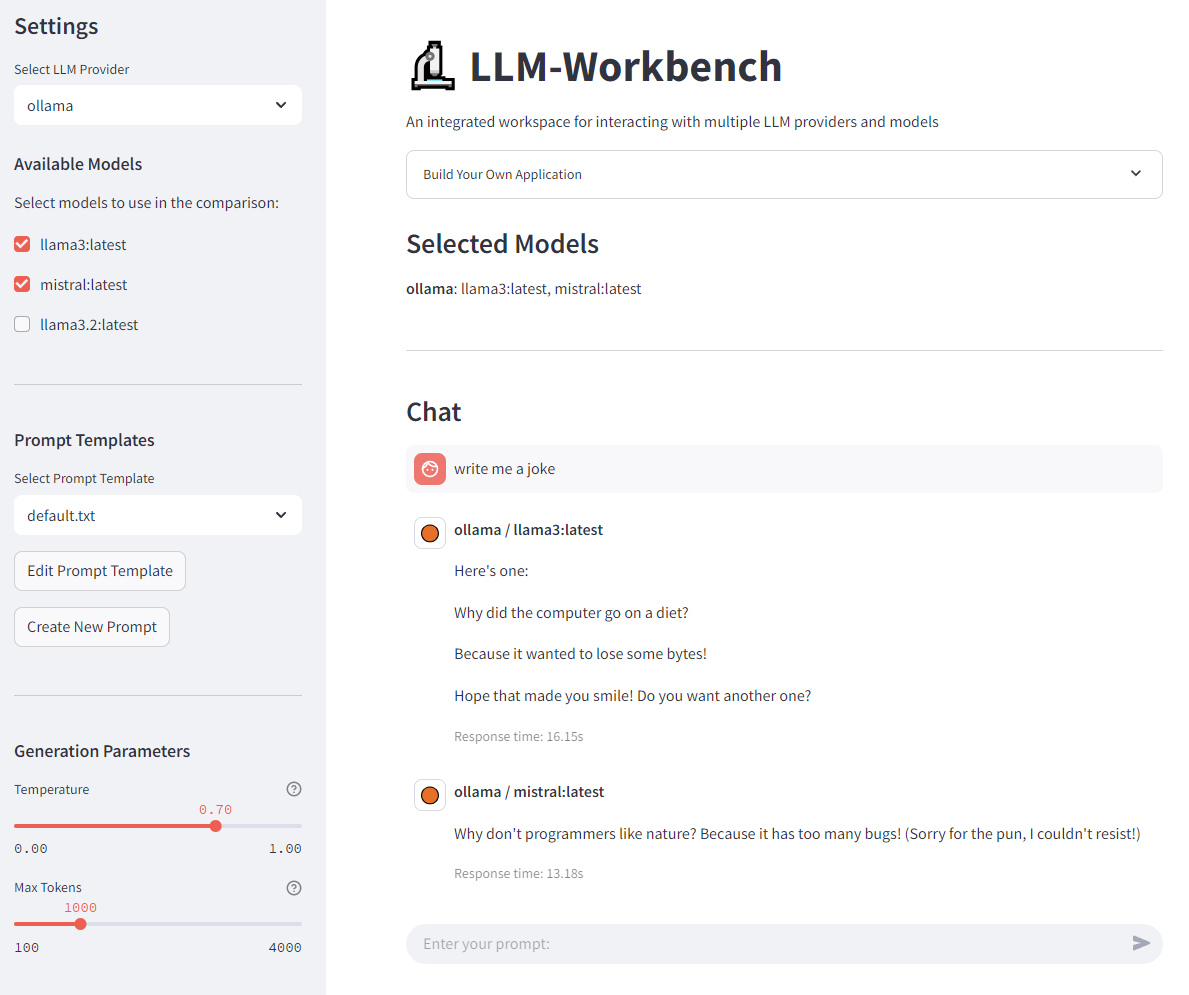 Settings
Select LLM Provider
ollama
Available Models
Select models to use in the comparison:
llama3:latest
mistral:latest
llama3.2:latest
Prompt Templates
Select Prompt Template
default.txt
Edit Prompt Template
Create New Prompt
Generation Parameters
Temperature
0.70
0.00 1.00
Max Tokens
1000
100 4000
LLM-Workbench
An integrated workspace for interacting with multiple LLM providers and models
Build Your Own Application
Selected Models
ollama: llama3:latest, mistral:latest
Chat
write me a joke
ollama / llama3:latest
Here's one:
Why did the computer go on a diet?
Because it wanted to lose some bytes!
Hope that made you smile! Do you want another one?
Response time: 16.15s
ollama / mistral:latest
Why don't programmers like nature? Because it has too many bugs! (Sorry for the pun, I couldn't resist!)
Response time: 13.18s
Enter your prompt: